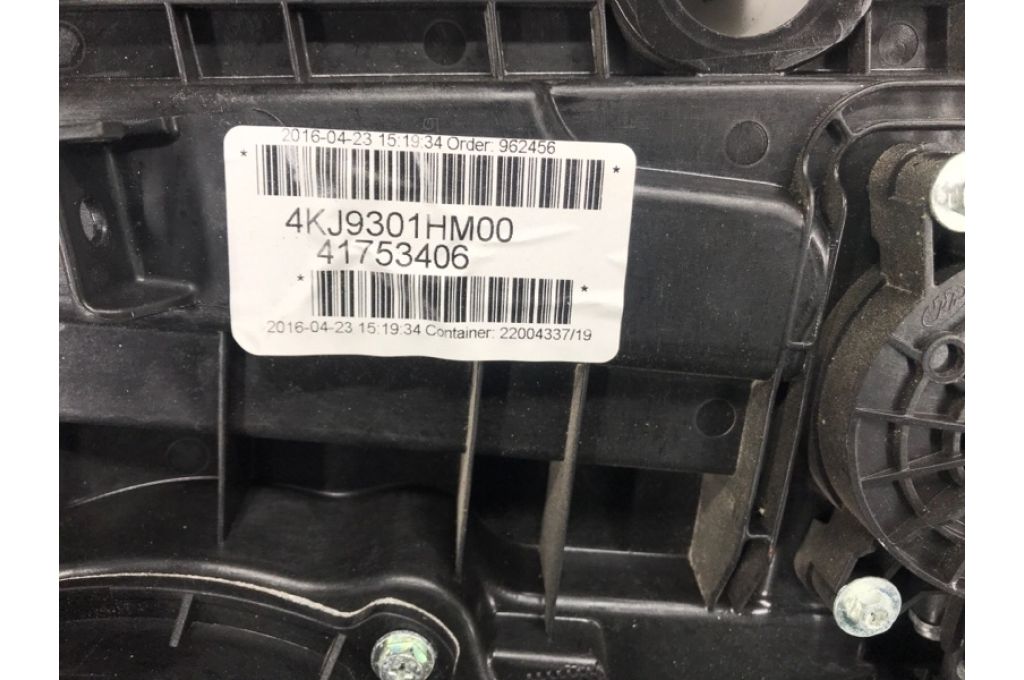 2016-04-23 15:19:34 Order: 962456
* *
4KJ9301HM00
41753406
* *
2016-04-23 15:19:34 Container: 22004337/19